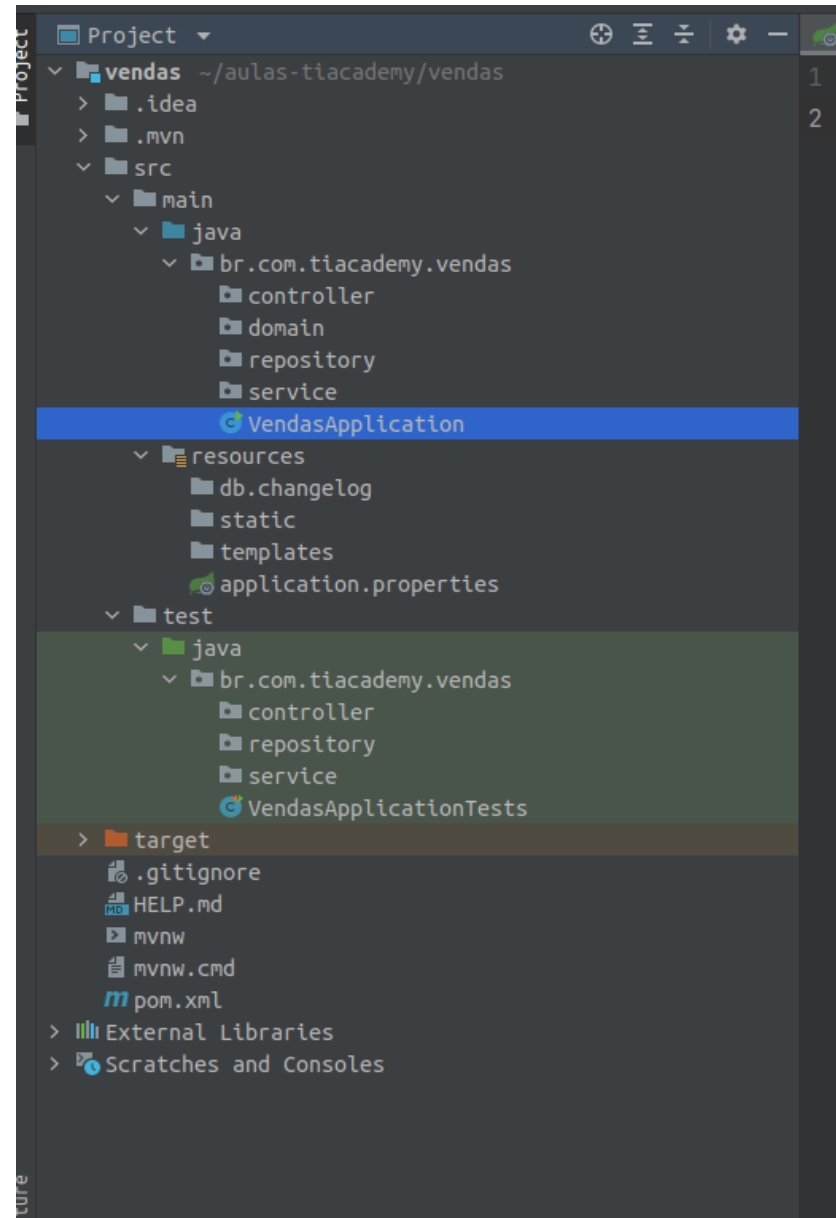 Project
Project
vendas ~/aulas-tiacademy/vendas
1
.idea
2
.mvn
src
main
java
br.com.tiacademy.vendas
controller
domain
repository
service
VendasApplication
resources
db.changelog
static
templates
application.properties
test
java
br.com.tiacademy.vendas
controller
repository
service
VendasApplicationTests
target
.gitignore
HELP.md
mvnw
mvnw.cmd
m pom.xml
External Libraries
Scratches and Consoles